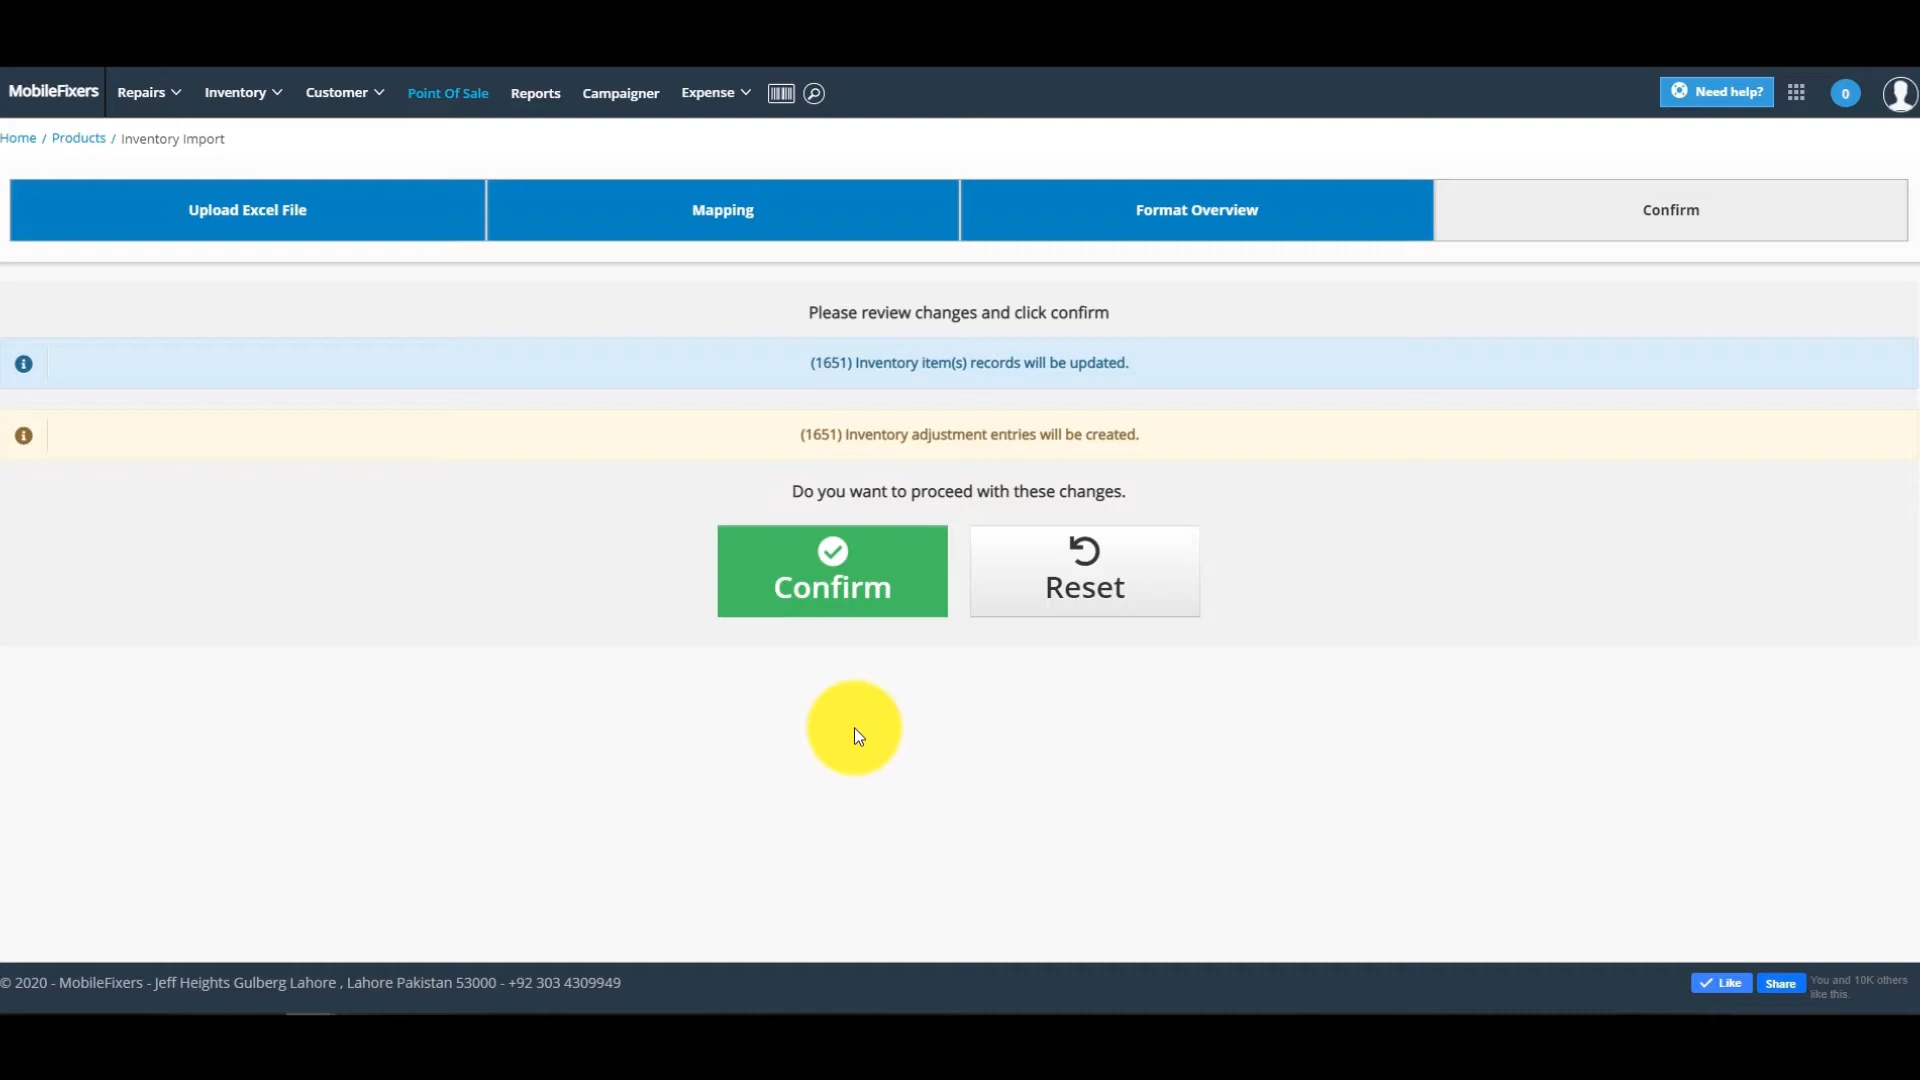 MobileFixers Repairs Inventory Customer Point Of Sale Reports Campaigner Expense Need help? 0
Home / Products / Inventory Import
Upload Excel File Mapping Format Overview Confirm
Please review changes and click confirm
(1651) Inventory item(s) records will be updated.
(1651) Inventory adjustment entries will be created.
Do you want to proceed with these changes.
Confirm Reset
© 2020 - MobileFixers - Jeff Heights Gulberg Lahore , Lahore Pakistan 53000 - +92 303 4309949 Like Share You and 10K others
like this.